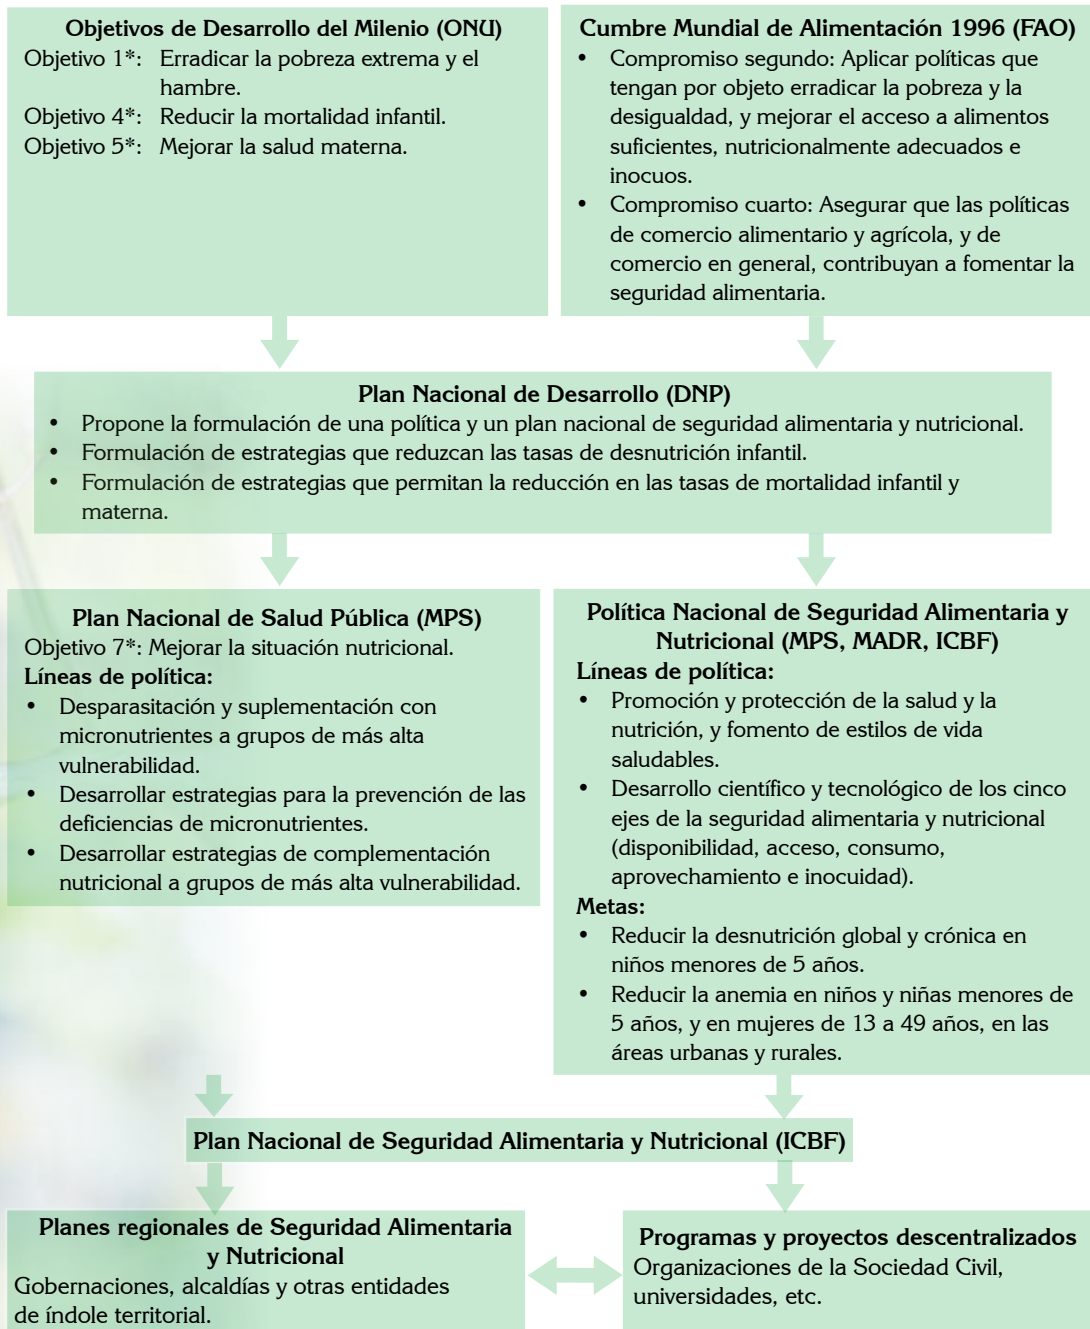 Objetivos de Desarrollo del Milenio (ONU)
Objetivo 1*: Erradicar la pobreza extrema y el
hambre.
Objetivo 4*: Reducir la mortalidad infantil.
Objetivo 5*: Mejorar la salud materna.
Cumbre Mundial de Alimentación 1996 (FAO)
• Compromiso segundo: Aplicar políticas que
tengan por objeto erradicar la pobreza y la
desigualdad, y mejorar el acceso a alimentos
suficientes, nutricionalmente adecuados e
inocuos.
• Compromiso cuarto: Asegurar que las políticas
de comercio alimentario y agrícola, y de
comercio en general, contribuyan a fomentar la
seguridad alimentaria.
Plan Nacional de Desarrollo (DNP)
• Propone la formulación de una política y un plan nacional de seguridad alimentaria y nutricional.
• Formulación de estrategias que reduzcan las tasas de desnutrición infantil.
• Formulación de estrategias que permitan la reducción en las tasas de mortalidad infantil y
materna.
Plan Nacional de Salud Pública (MPS)
Objetivo 7*: Mejorar la situación nutricional.
Líneas de política:
• Desparasitación y suplementación con
micronutrientes a grupos de más alta
vulnerabilidad.
• Desarrollar estrategias para la prevención de las
deficiencias de micronutrientes.
• Desarrollar estrategias de complementación
nutricional a grupos de más alta vulnerabilidad.
Política Nacional de Seguridad Alimentaria y
Nutricional (MPS, MADR, ICBF)
Líneas de política:
• Promoción y protección de la salud y la
nutrición, y fomento de estilos de vida
saludables.
• Desarrollo científico y tecnológico de los cinco
ejes de la seguridad alimentaria y nutricional
(disponibilidad, acceso, consumo,
aprovechamiento e inocuidad).
Metas:
• Reducir la desnutrición global y crónica en
niños menores de 5 años.
• Reducir la anemia en niños y niñas menores de
5 años, y en mujeres de 13 a 49 años, en las
áreas urbanas y rurales.
Plan Nacional de Seguridad Alimentaria y Nutricional (ICBF)
Planes regionales de Seguridad Alimentaria
y Nutricional
Gobernaciones, alcaldías y otras entidades
de índole territorial.
Programas y proyectos descentralizados
Organizaciones de la Sociedad Civil,
universidades, etc.